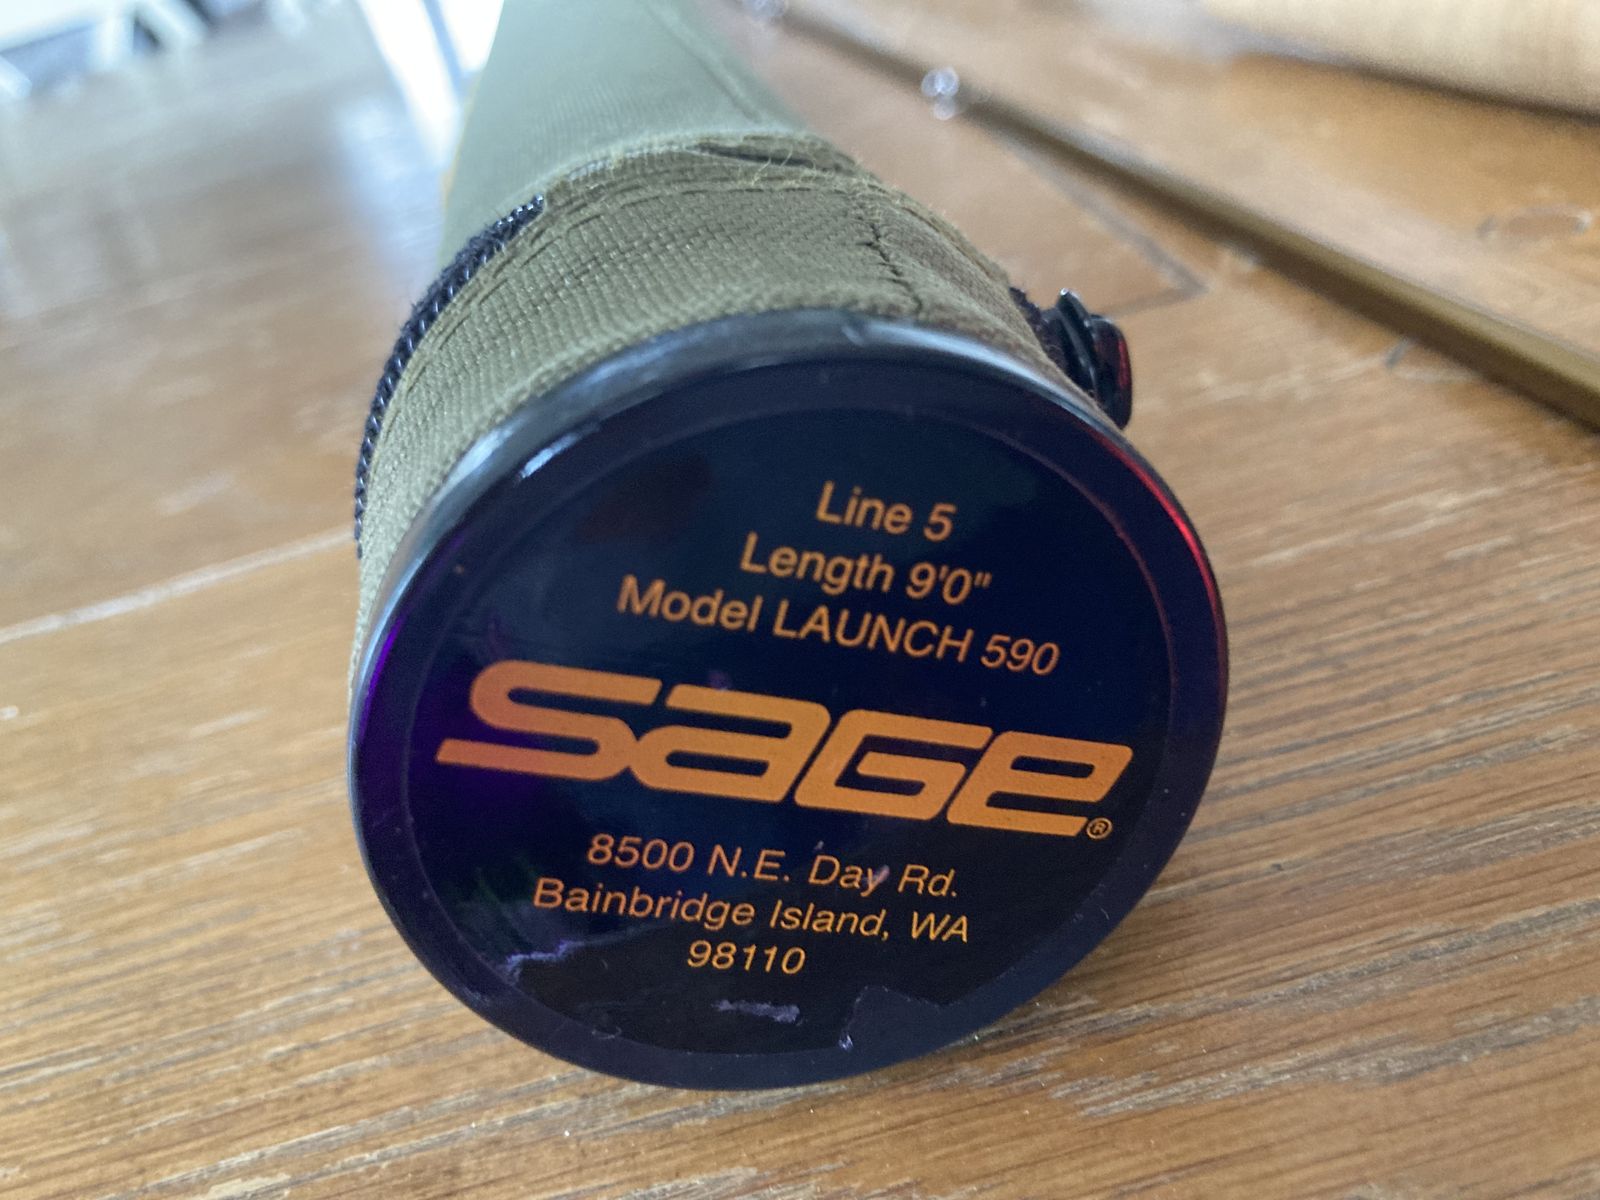 Line 5
Length 9'0"
Model LAUNCH 590
SAGE®
8500 N.E. Day Rd.
Bainbridge Island, WA
98110